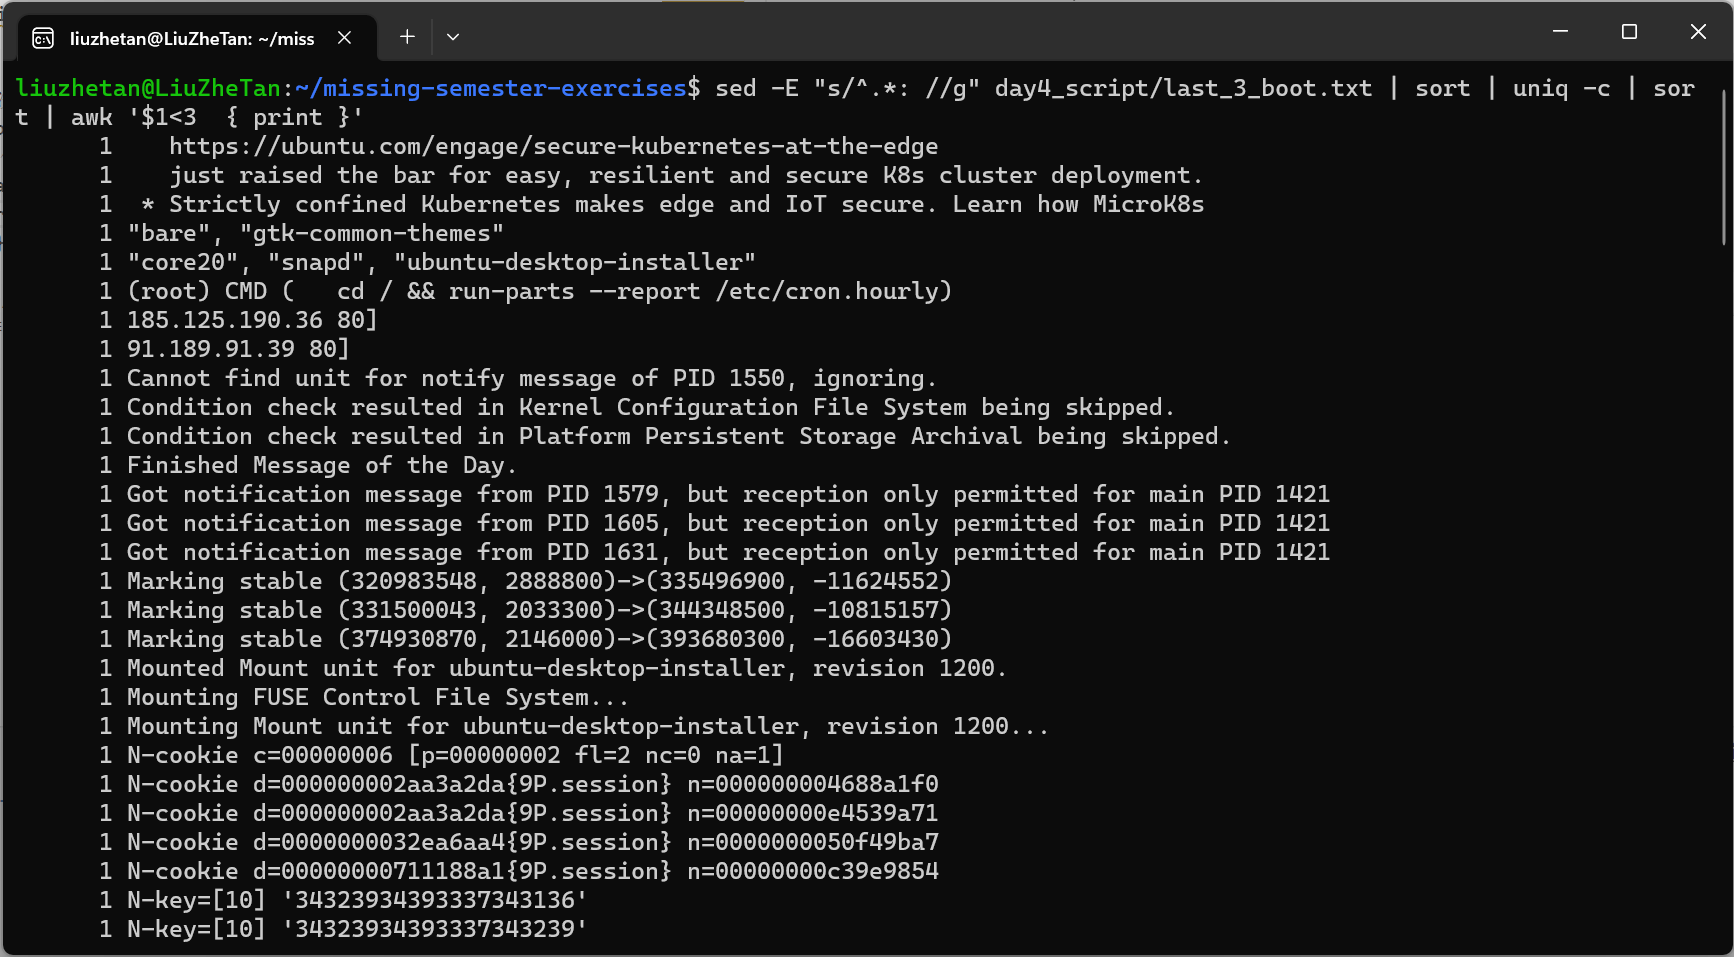 liuzhetan@LiuZheTan: ~/miss
liuzhetan@LiuZheTan:~/missing-semester-exercises$ sed -E "s/^.*: //g" day4_script/last_3_boot.txt | sort | uniq -c | sor
t | awk '$1<3  { print }'
      1    https://ubuntu.com/engage/secure-kubernetes-at-the-edge
      1    just raised the bar for easy, resilient and secure K8s cluster deployment.
      1  * Strictly confined Kubernetes makes edge and IoT secure. Learn how MicroK8s
      1 "bare", "gtk-common-themes"
      1 "core20", "snapd", "ubuntu-desktop-installer"
      1 (root) CMD (   cd / && run-parts --report /etc/cron.hourly)
      1 185.125.190.36 80]
      1 91.189.91.39 80]
      1 Cannot find unit for notify message of PID 1550, ignoring.
      1 Condition check resulted in Kernel Configuration File System being skipped.
      1 Condition check resulted in Platform Persistent Storage Archival being skipped.
      1 Finished Message of the Day.
      1 Got notification message from PID 1579, but reception only permitted for main PID 1421
      1 Got notification message from PID 1605, but reception only permitted for main PID 1421
      1 Got notification message from PID 1631, but reception only permitted for main PID 1421
      1 Marking stable (320983548, 2888800)->(335496900, -11624552)
      1 Marking stable (331500043, 2033300)->(344348500, -10815157)
      1 Marking stable (374930870, 2146000)->(393680300, -16603430)
      1 Mounted Mount unit for ubuntu-desktop-installer, revision 1200.
      1 Mounting FUSE Control File System...
      1 Mounting Mount unit for ubuntu-desktop-installer, revision 1200...
      1 N-cookie c=00000006 [p=00000002 fl=2 nc=0 na=1]
      1 N-cookie d=000000002aa3a2da{9P.session} n=000000004688a1f0
      1 N-cookie d=000000002aa3a2da{9P.session} n=00000000e4539a71
      1 N-cookie d=0000000032ea6aa4{9P.session} n=0000000050f49ba7
      1 N-cookie d=00000000711188a1{9P.session} n=00000000c39e9854
      1 N-key=[10] '34323934393337343136'
      1 N-key=[10] '34323934393337343239'